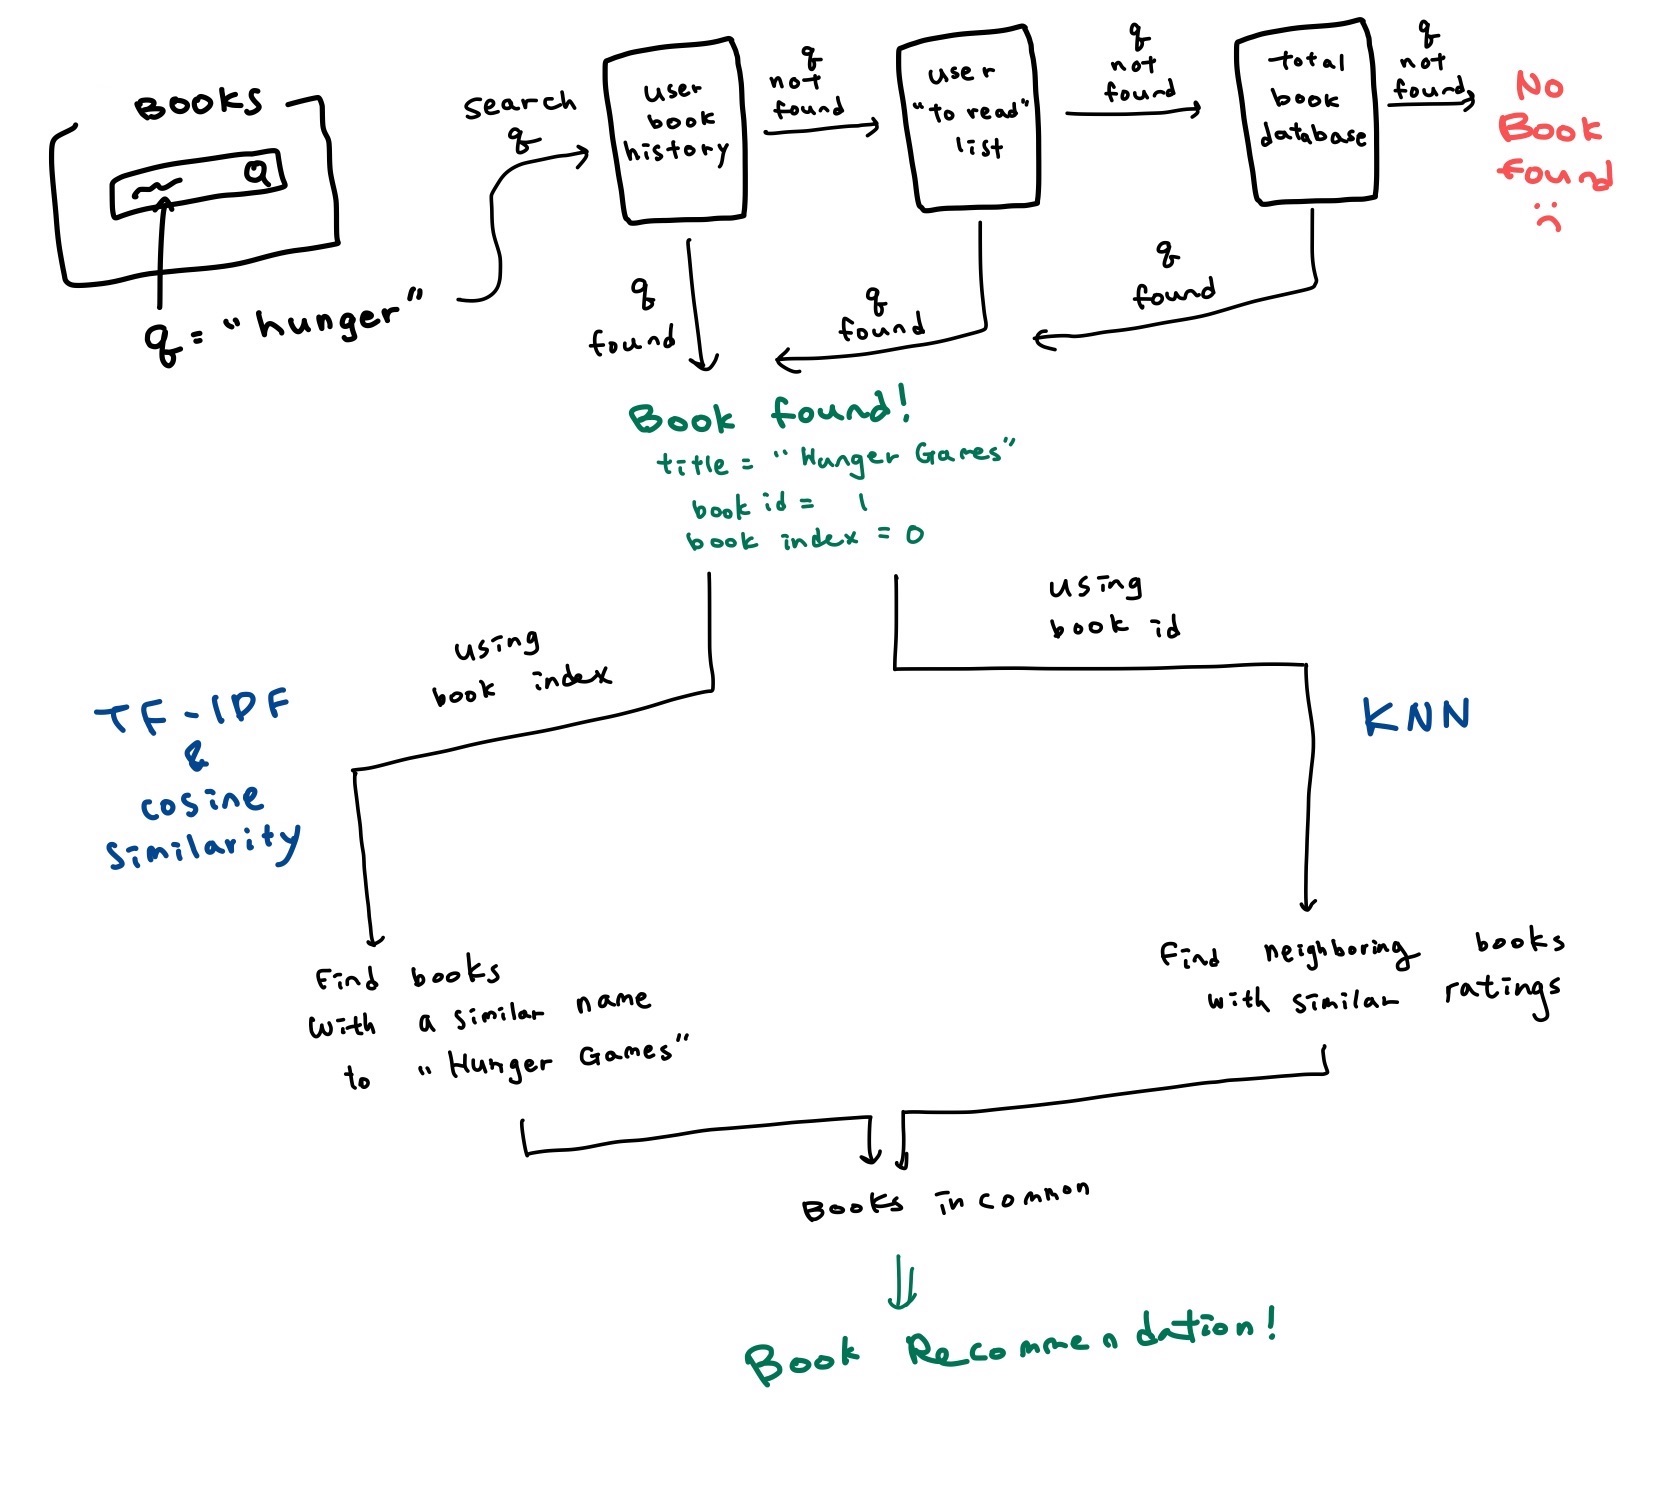 BOOKS
q = "hunger"
search
q
user
book
history
q
not
found
user
"to read"
list
q
not
found
total
book
database
q
not
found
No
Book
found
q
found
q
found
q
found
Book found!
title = "Hunger Games"
book id = 1
book index = 0
using
book index
using
book id
TF-IDF
&
cosine
similarity
KNN
Find books
with a similar name
to "Hunger Games"
Find neighboring books
with similar ratings
Books in common
Book Recommendation!